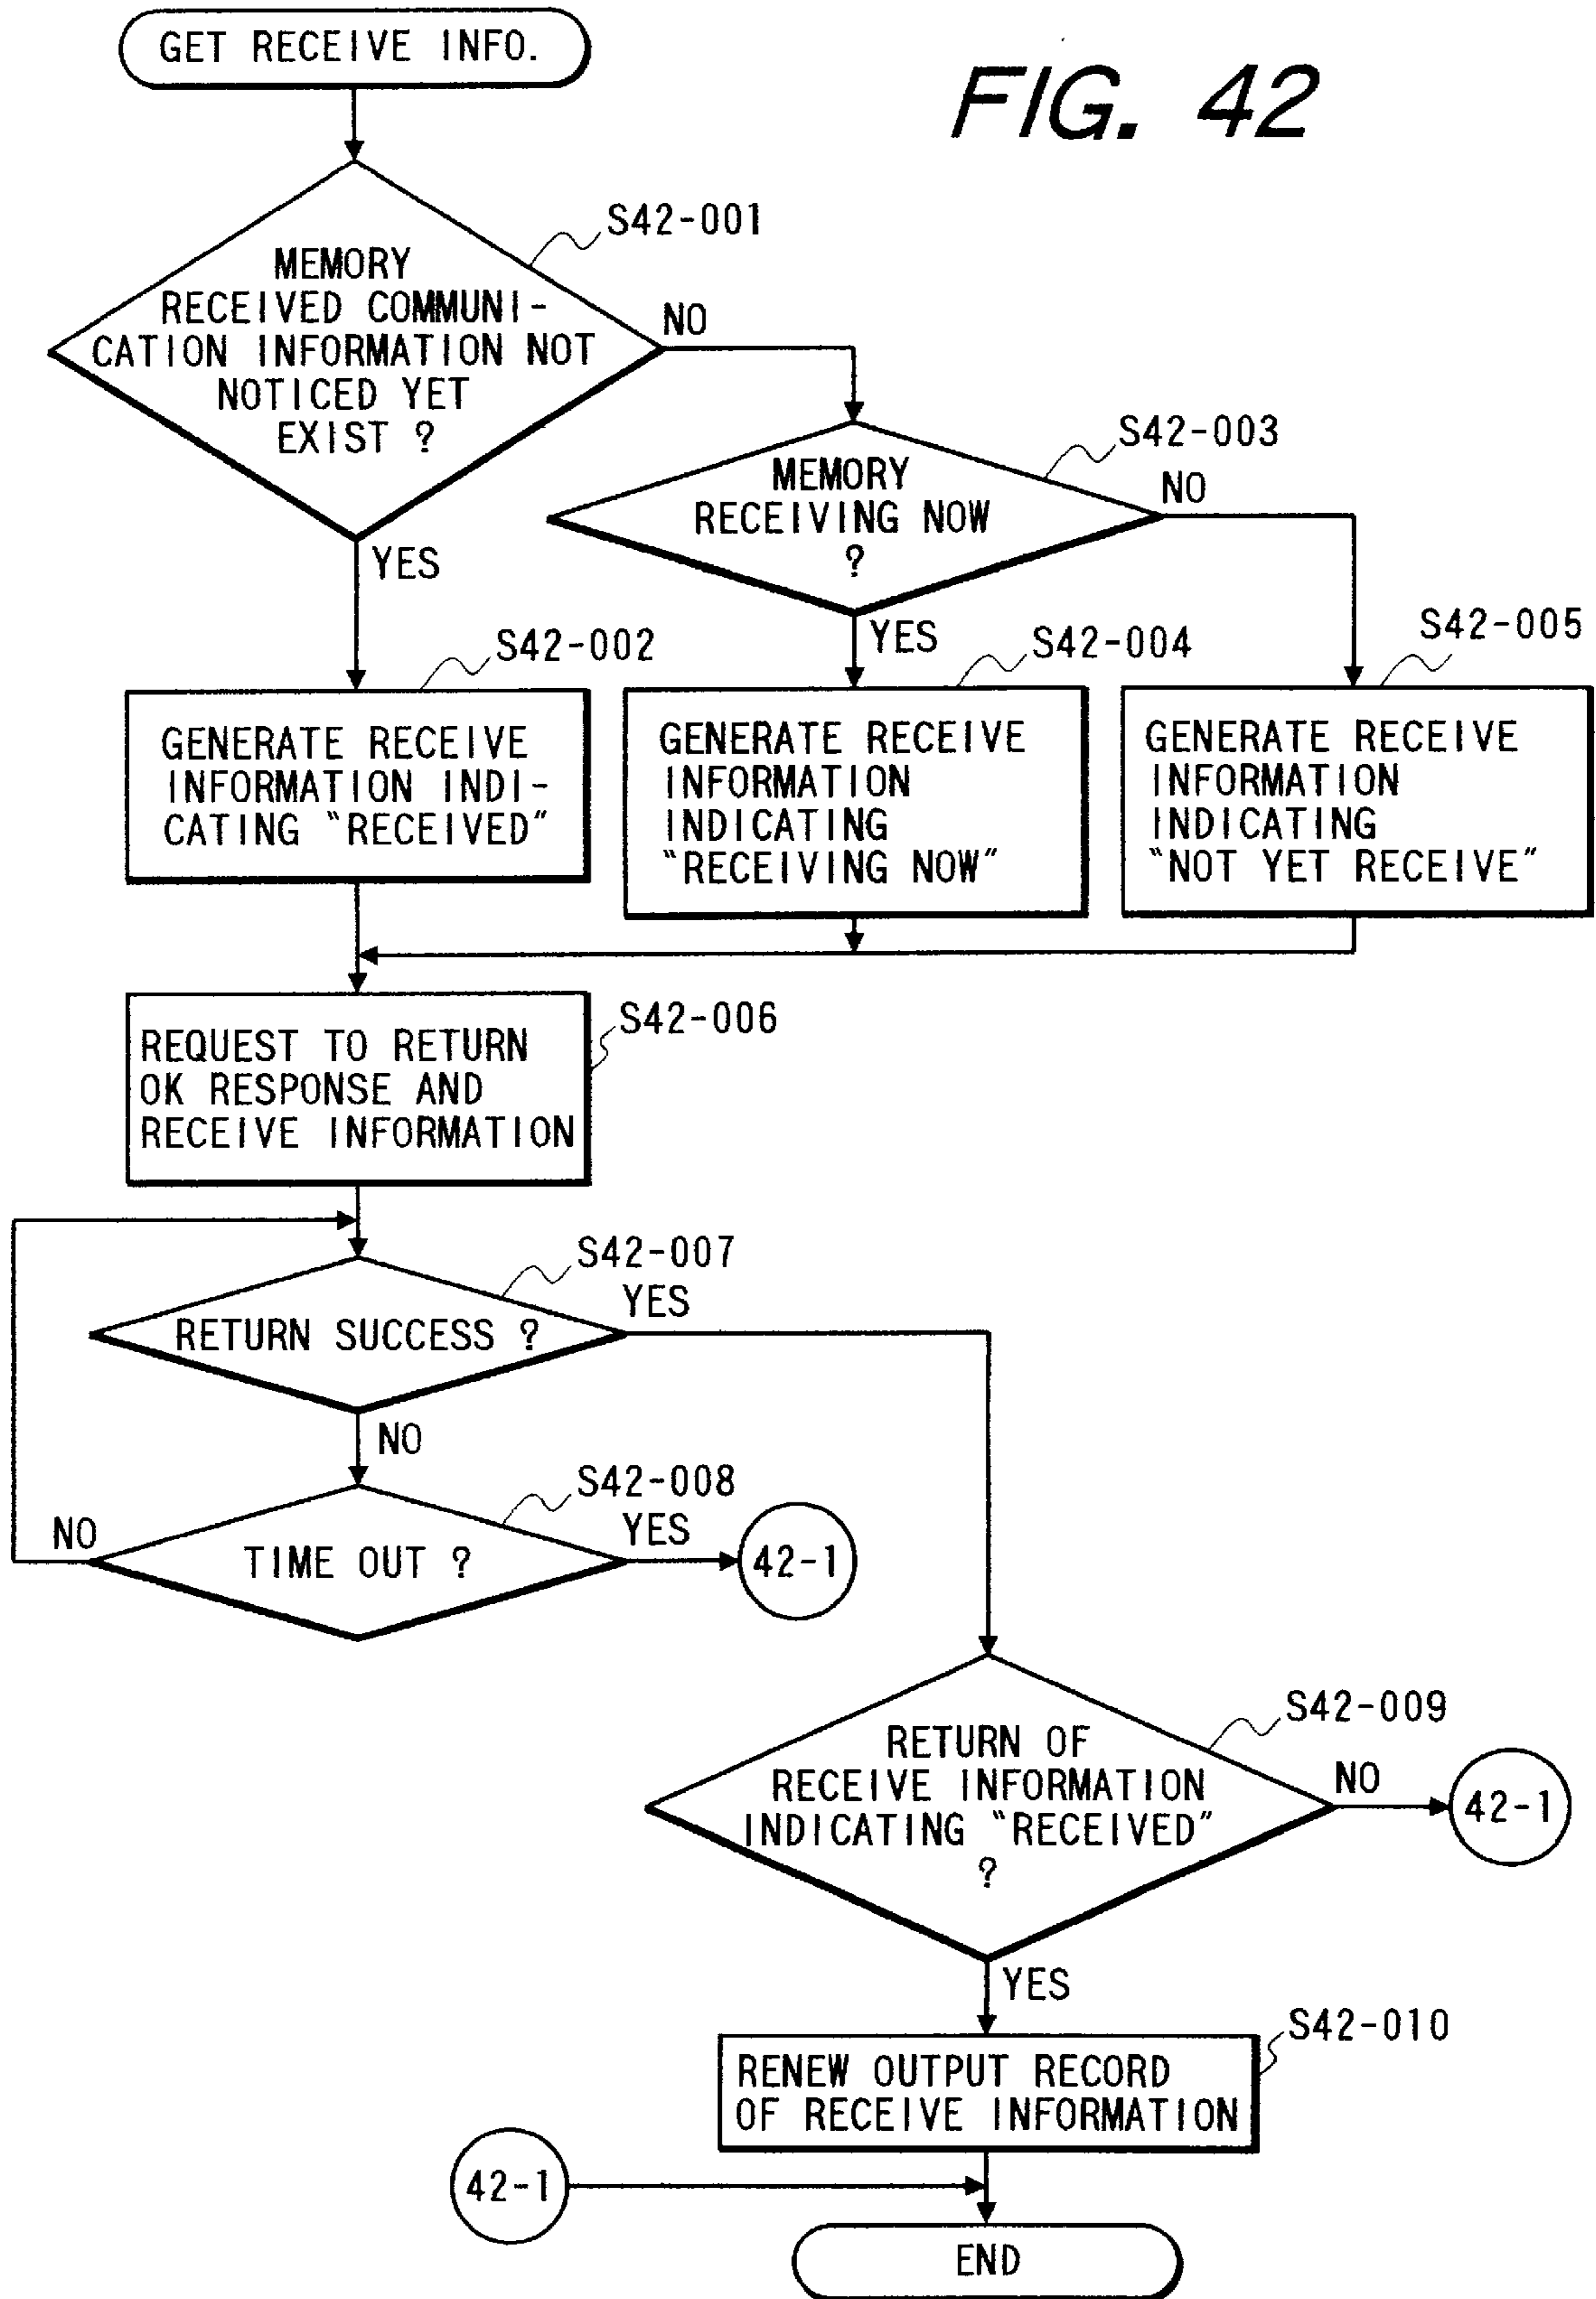 GET RECEIVE INFO.
FIG. 42
S42-001
MEMORY
RECEIVED COMMUNI-
CATION INFORMATION NOT
NOTICED YET
EXIST ?
NO
YES
S42-003
MEMORY
RECEIVING NOW
?
NO
YES
S42-002
GENERATE RECEIVE
INFORMATION INDI-
CATING "RECEIVED"
S42-004
GENERATE RECEIVE
INFORMATION
INDICATING
"RECEIVING NOW"
S42-005
GENERATE RECEIVE
INFORMATION
INDICATING
"NOT YET RECEIVE"
S42-006
REQUEST TO RETURN
OK RESPONSE AND
RECEIVE INFORMATION
S42-007
RETURN SUCCESS ?
YES
NO
S42-008
TIME OUT ?
NO
YES
42-1
S42-009
RETURN OF
RECEIVE INFORMATION
INDICATING "RECEIVED"
?
NO
42-1
YES
S42-010
RENEW OUTPUT RECORD
OF RECEIVE INFORMATION
42-1
END